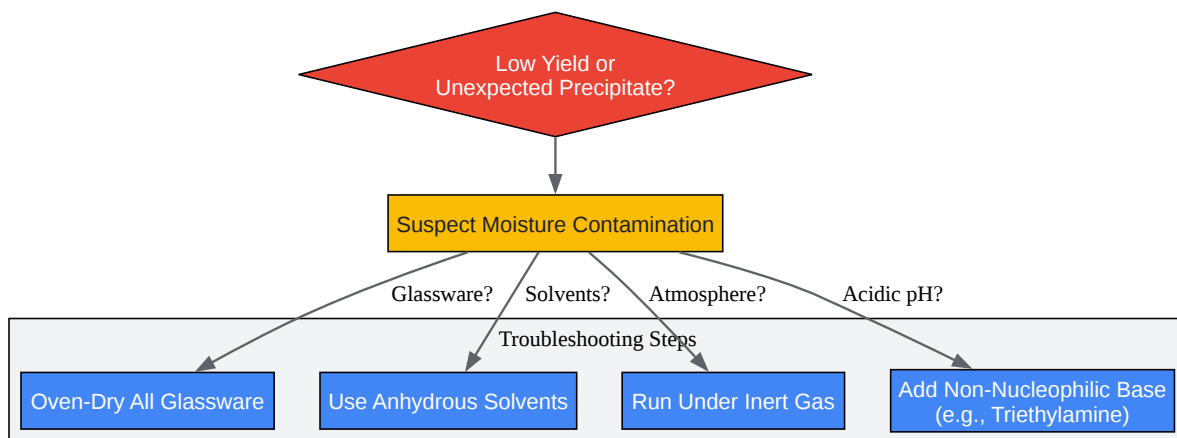 Low Yield or
Unexpected Precipitate?
Suspect Moisture Contamination
Glassware?
Solvents?
Atmosphere?
Acidic pH?
Troubleshooting Steps
Oven-Dry All Glassware
Use Anhydrous Solvents
Run Under Inert Gas
Add Non-Nucleophilic Base
(e.g., Triethylamine)